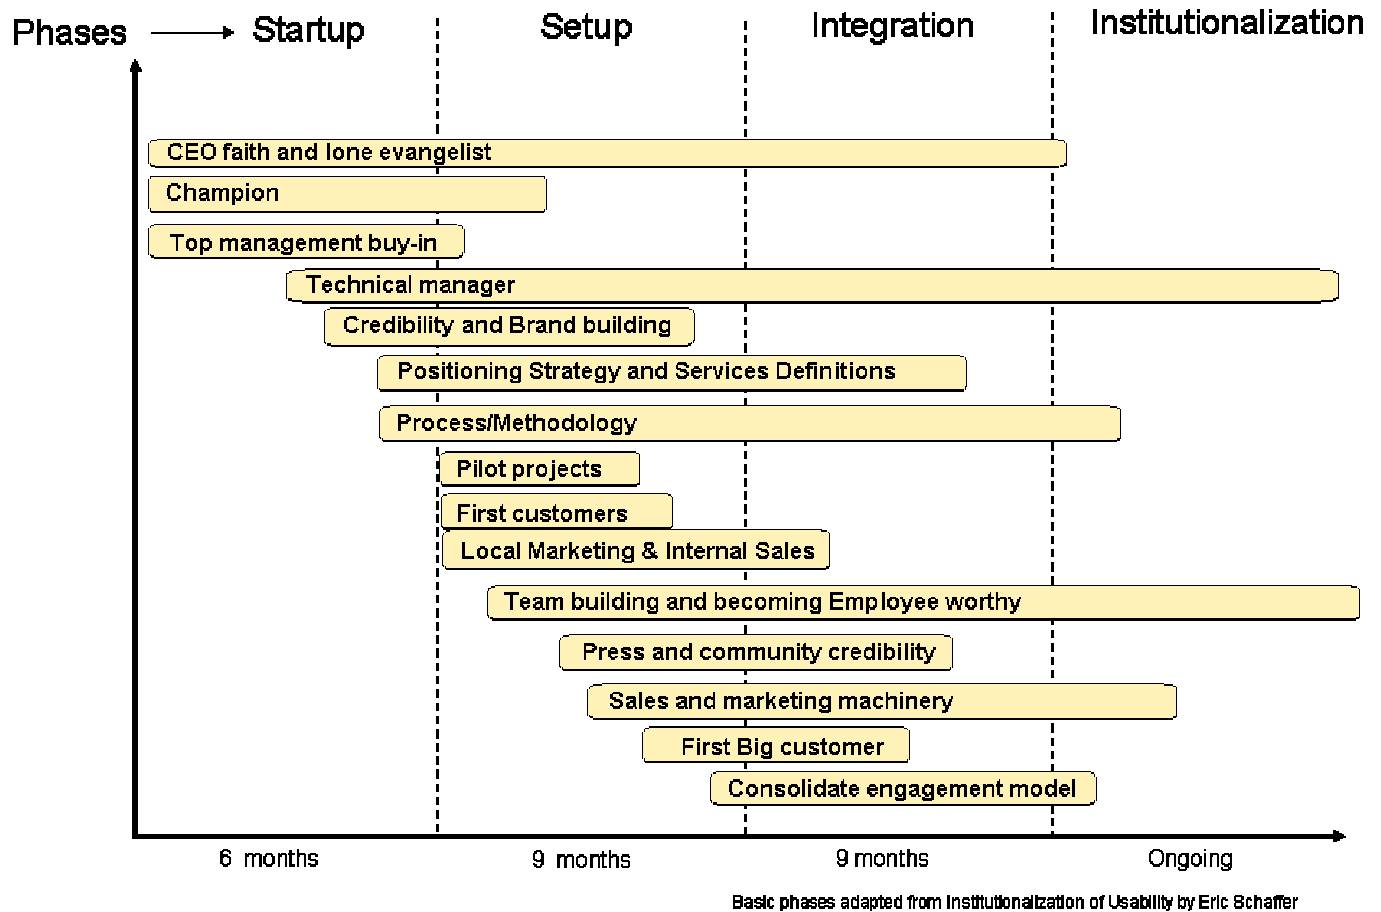 Phases Startup Setup Integration Institutionalization
CEO faith and lone evangelist
Champion
Top management buy-in
Technical manager
Credibility and Brand building
Positioning Strategy and Services Definitions
Process/Methodology
Pilot projects
First customers
Local Marketing & Internal Sales
Team building and becoming Employee worthy
Press and community credibility
Sales and marketing machinery
First Big customer
Consolidate engagement model
6 months 9 months 9 months Ongoing
Basic phases adapted from Institutionalization of Usability by Eric Schaffer